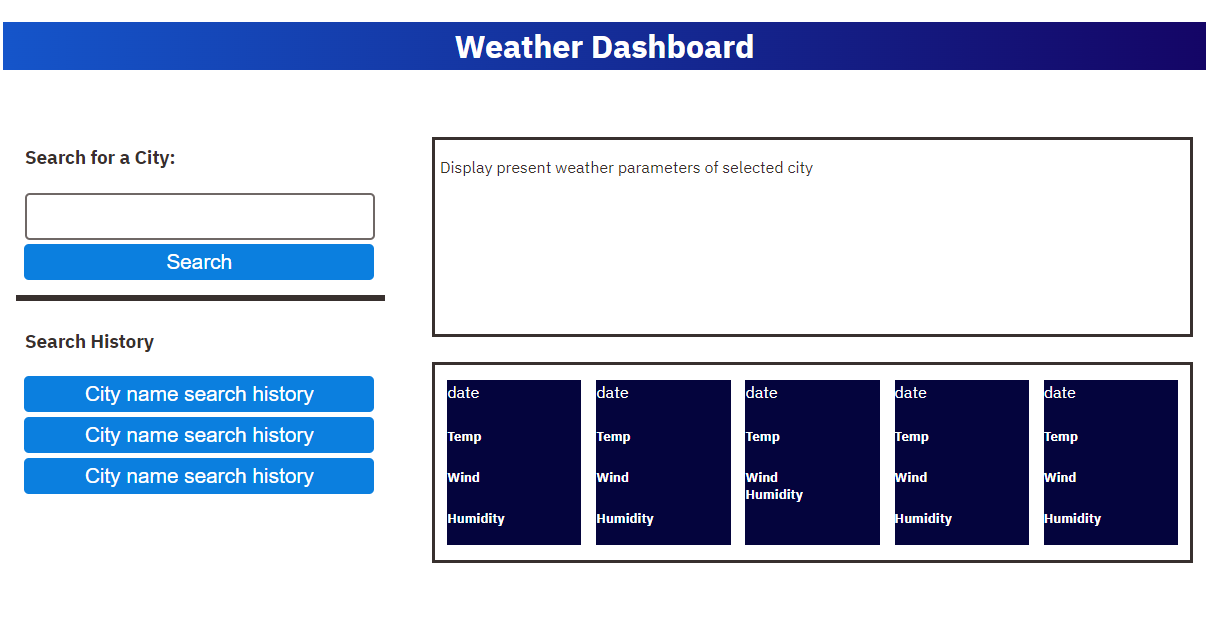 Weather Dashboard
Search for a City:
Search
Search History
City name search history
City name search history
City name search history
Display present weather parameters of selected city
date
Temp
Wind
Humidity
date
Temp
Wind
Humidity
date
Temp
Wind
Humidity
date
Temp
Wind
Humidity
date
Temp
Wind
Humidity